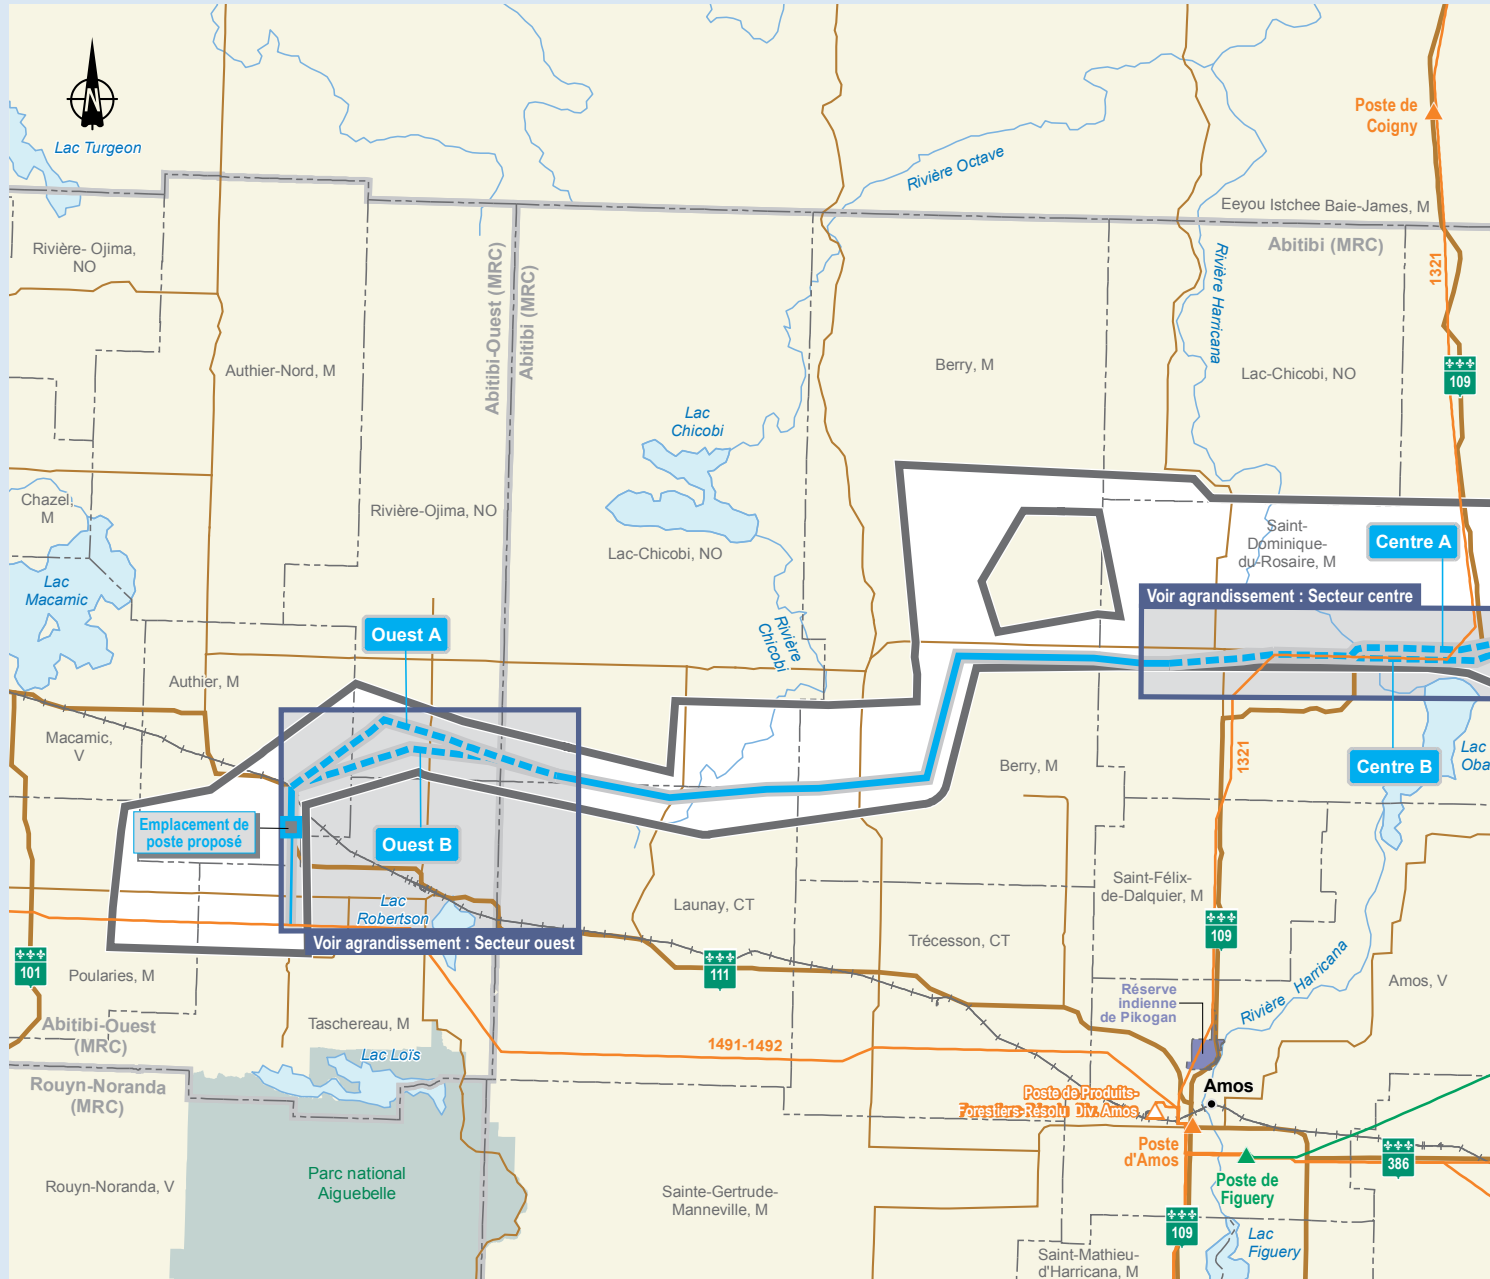 N
Lac Turgeon
Poste de
Coigny
Rivière Octave
Eeyou Istchee Baie-James, M
Abitibi (MRC)
Rivière- Ojima,
NO
Abitibi-Ouest (MRC)
Abitibi (MRC)
Rivière Harricana
1321
Authier-Nord, M
Berry, M
Lac-Chicobi, NO
109
Lac
Chicobi
Chazel,
M
Rivière-Ojima, NO
Lac-Chicobi, NO
Saint-
Dominique-
du-Rosaire, M
Centre A
Lac
Macamic
Voir agrandissement : Secteur centre
Ouest A
Rivière
Chicobi
Authier, M
Macamic,
V
Berry, M
1321
Centre B
Lac
Oba
Emplacement de
poste proposé
Ouest B
Lac
Robertson
Launay, CT
Saint-Félix-
de-Dalquier, M
109
Trécesson, CT
Voir agrandissement : Secteur ouest
101
Poularies, M
111
Réserve
indienne
de Pikogan
Rivière Harricana
Amos, V
Abitibi-Ouest
(MRC)
Taschereau, M
Lac Loïs
1491-1492
Rouyn-Noranda
(MRC)
Amos
Poste de Produits-
Forestiers-Résolu Div. Amos
Poste
d'Amos
386
Parc national
Aiguebelle
Rouyn-Noranda, V
Sainte-Gertrude-
Manneville, M
Poste de
Figuery
109
Lac
Figuery
Saint-Mathieu-
d'Harricana, M